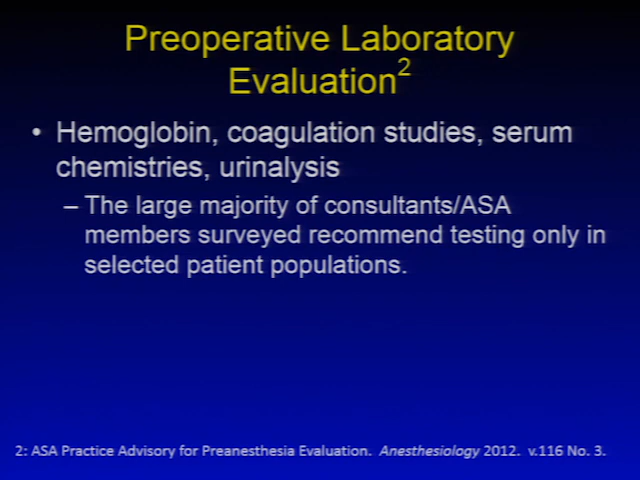 Preoperative Laboratory
Evaluation2
• Hemoglobin, coagulation studies, serum
chemistries, urinalysis
– The large majority of consultants/ASA
members surveyed recommend testing only in
selected patient populations.
2: ASA Practice Advisory for Preanesthesia Evaluation. Anesthesiology 2012. v.116 No. 3.